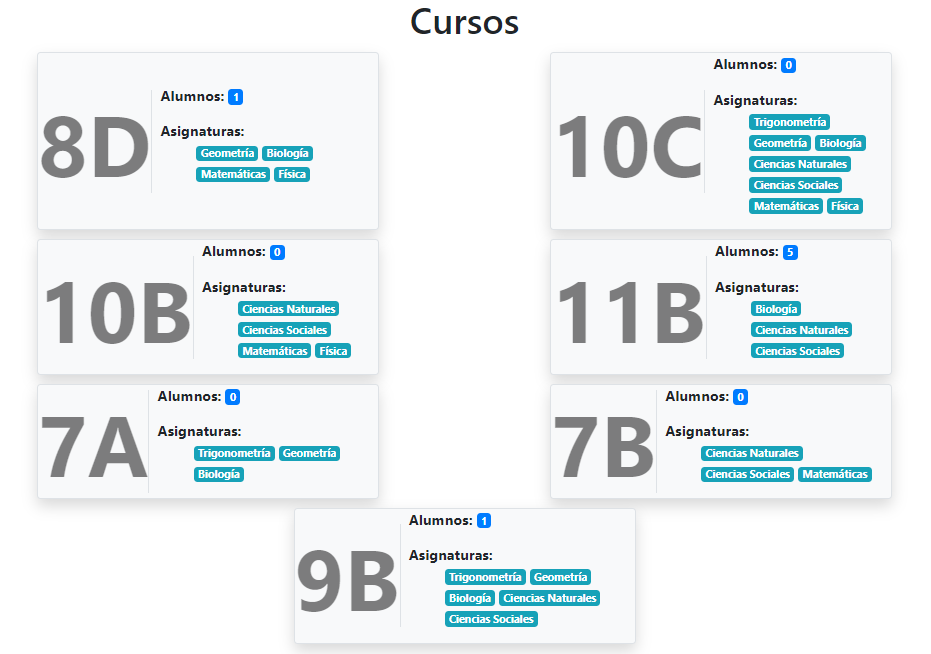 Cursos
8D
Alumnos: 1
Asignaturas:
Geometría Biología
Matemáticas Física
10C
Alumnos: 0
Asignaturas:
Trigonometría
Geometría Biología
Ciencias Naturales
Ciencias Sociales
Matemáticas Física
10B
Alumnos: 0
Asignaturas:
Ciencias Naturales
Ciencias Sociales
Matemáticas Física
11B
Alumnos: 5
Asignaturas:
Biología
Ciencias Naturales
Ciencias Sociales
7A
Alumnos: 0
Asignaturas:
Trigonometría Geometría
Biología
7B
Alumnos: 0
Asignaturas:
Ciencias Naturales
Ciencias Sociales Matemáticas
9B
Alumnos: 1
Asignaturas:
Trigonometría Geometría
Biología Ciencias Naturales
Ciencias Sociales